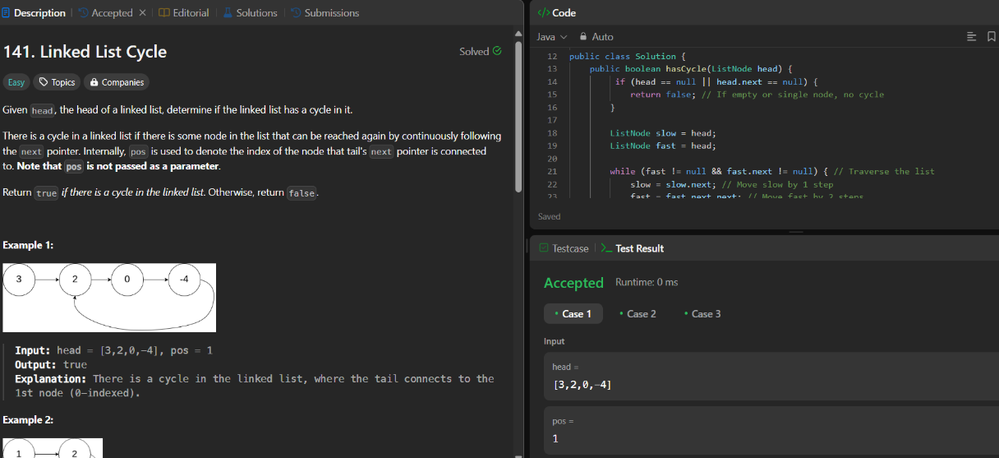 Description | Accepted × | Editorial | Solutions | Submissions
141. Linked List Cycle
Solved
Easy Topics Companies
Given head, the head of a linked list, determine if the linked list has a cycle in it.
There is a cycle in a linked list if there is some node in the list that can be reached again by continuously following
the next pointer. Internally, pos is used to denote the index of the node that tail's next pointer is connected
to. Note that pos is not passed as a parameter.
Return true if there is a cycle in the linked list. Otherwise, return false.
Example 1:
3 2 0 -4
Input: head = [3,2,0,-4], pos = 1
Output: true
Explanation: There is a cycle in the linked list, where the tail connects to the
1st node (0-indexed).
Example 2:
1 2
</> Code
Java Auto
12 public class Solution {
13 public boolean hasCycle(ListNode head) {
14 if (head == null || head.next == null) {
15 return false; // If empty or single node, no cycle
16 }
17
18 ListNode slow = head;
19 ListNode fast = head;
20
21 while (fast != null && fast.next != null) { // Traverse the list
22 slow = slow.next; // Move slow by 1 step
23 fast = fast.next.next; // Move fast by 2 steps
Saved
Testcase | >_ Test Result
Accepted Runtime: 0 ms
• Case 1 • Case 2 • Case 3
Input
head =
[3,2,0,-4]
pos =
1